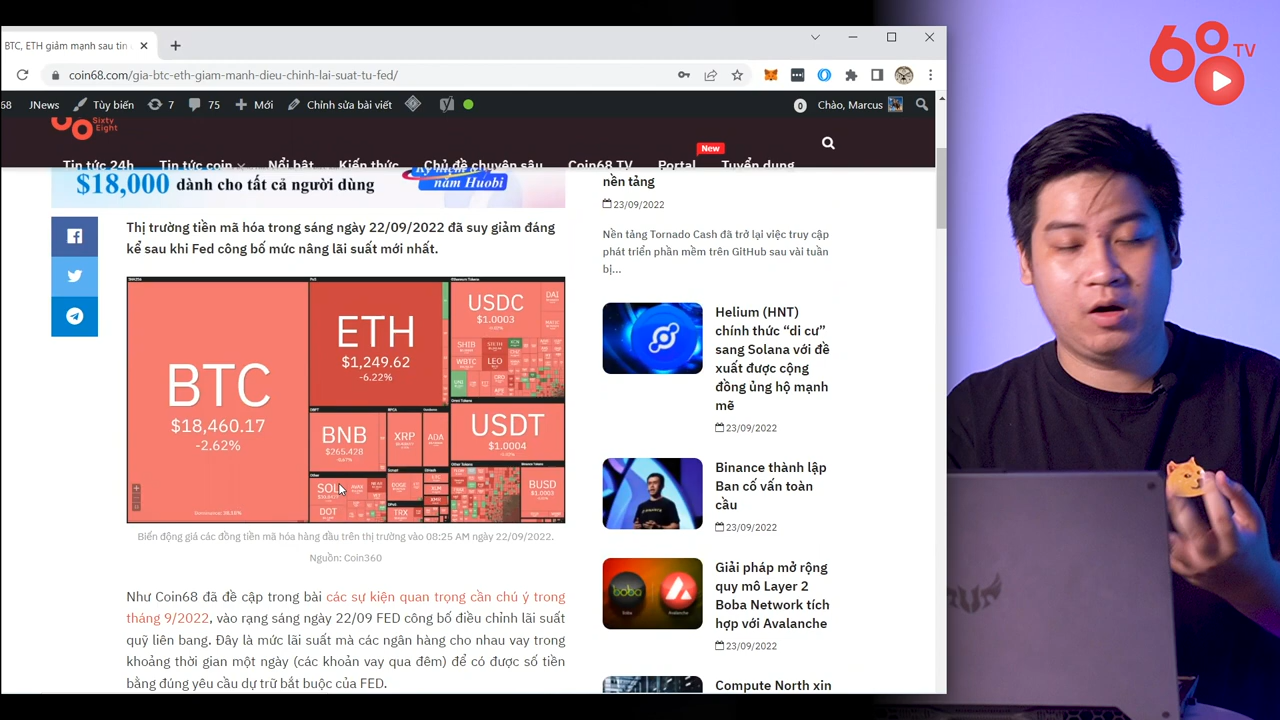 BTC, ETH giảm mạnh sau tin
coin68.com/gia-btc-eth-giam-manh-dieu-chinh-lai-suat-tu-fed/
68 JNews Tùy biến 7 75 Mới Chỉnh sửa bài viết 0 Chào, Marcus
Sixty
Eight
Tin tức 24h Tin tức coin Nổi bật Kiến thức Chủ đề chuyên sâu Coin68 TV Portal New Tuyển dụng
$18,000 dành cho tất cả người dùng
năm Huobi
Thị trường tiền mã hóa trong sáng ngày 22/09/2022 đã suy giảm đáng
kể sau khi Fed công bố mức nâng lãi suất mới nhất.
BTC
$18,460.17
-2.62%
ETH
$1,249.62
-6.22%
USDC
$1.0003
DAI
MATIC
SHIB
WBTC
LEO
BNB
$265.428
XRP
ADA
USDT
$1.0004
SOL
DOT
DOGE
TRX
BUSD
$1.0003
Biến động giá các đồng tiền mã hóa hàng đầu trên thị trường vào 08:25 AM ngày 22/09/2022.
Nguồn: Coin360
Như Coin68 đã đề cập trong bài các sự kiện quan trọng cần chú ý trong
tháng 9/2022, vào rạng sáng ngày 22/09 FED công bố điều chỉnh lãi suất
quỹ liên bang. Đây là mức lãi suất mà các ngân hàng cho nhau vay trong
khoảng thời gian một ngày (các khoản vay qua đêm) để có được số tiền
bằng đúng yêu cầu dự trữ bắt buộc của FED.
nền tảng
23/09/2022
Nền tảng Tornado Cash đã trở lại việc truy cập
phát triển phần mềm trên GitHub sau vài tuần
bị...
Helium (HNT)
chính thức “di cư”
sang Solana với đề
xuất được cộng
đồng ủng hộ mạnh
mẽ
23/09/2022
Binance thành lập
Ban cố vấn toàn
cầu
23/09/2022
boba
Giải pháp mở rộng
quy mô Layer 2
Boba Network tích
hợp với Avalanche
23/09/2022
Compute North xin
68 TV